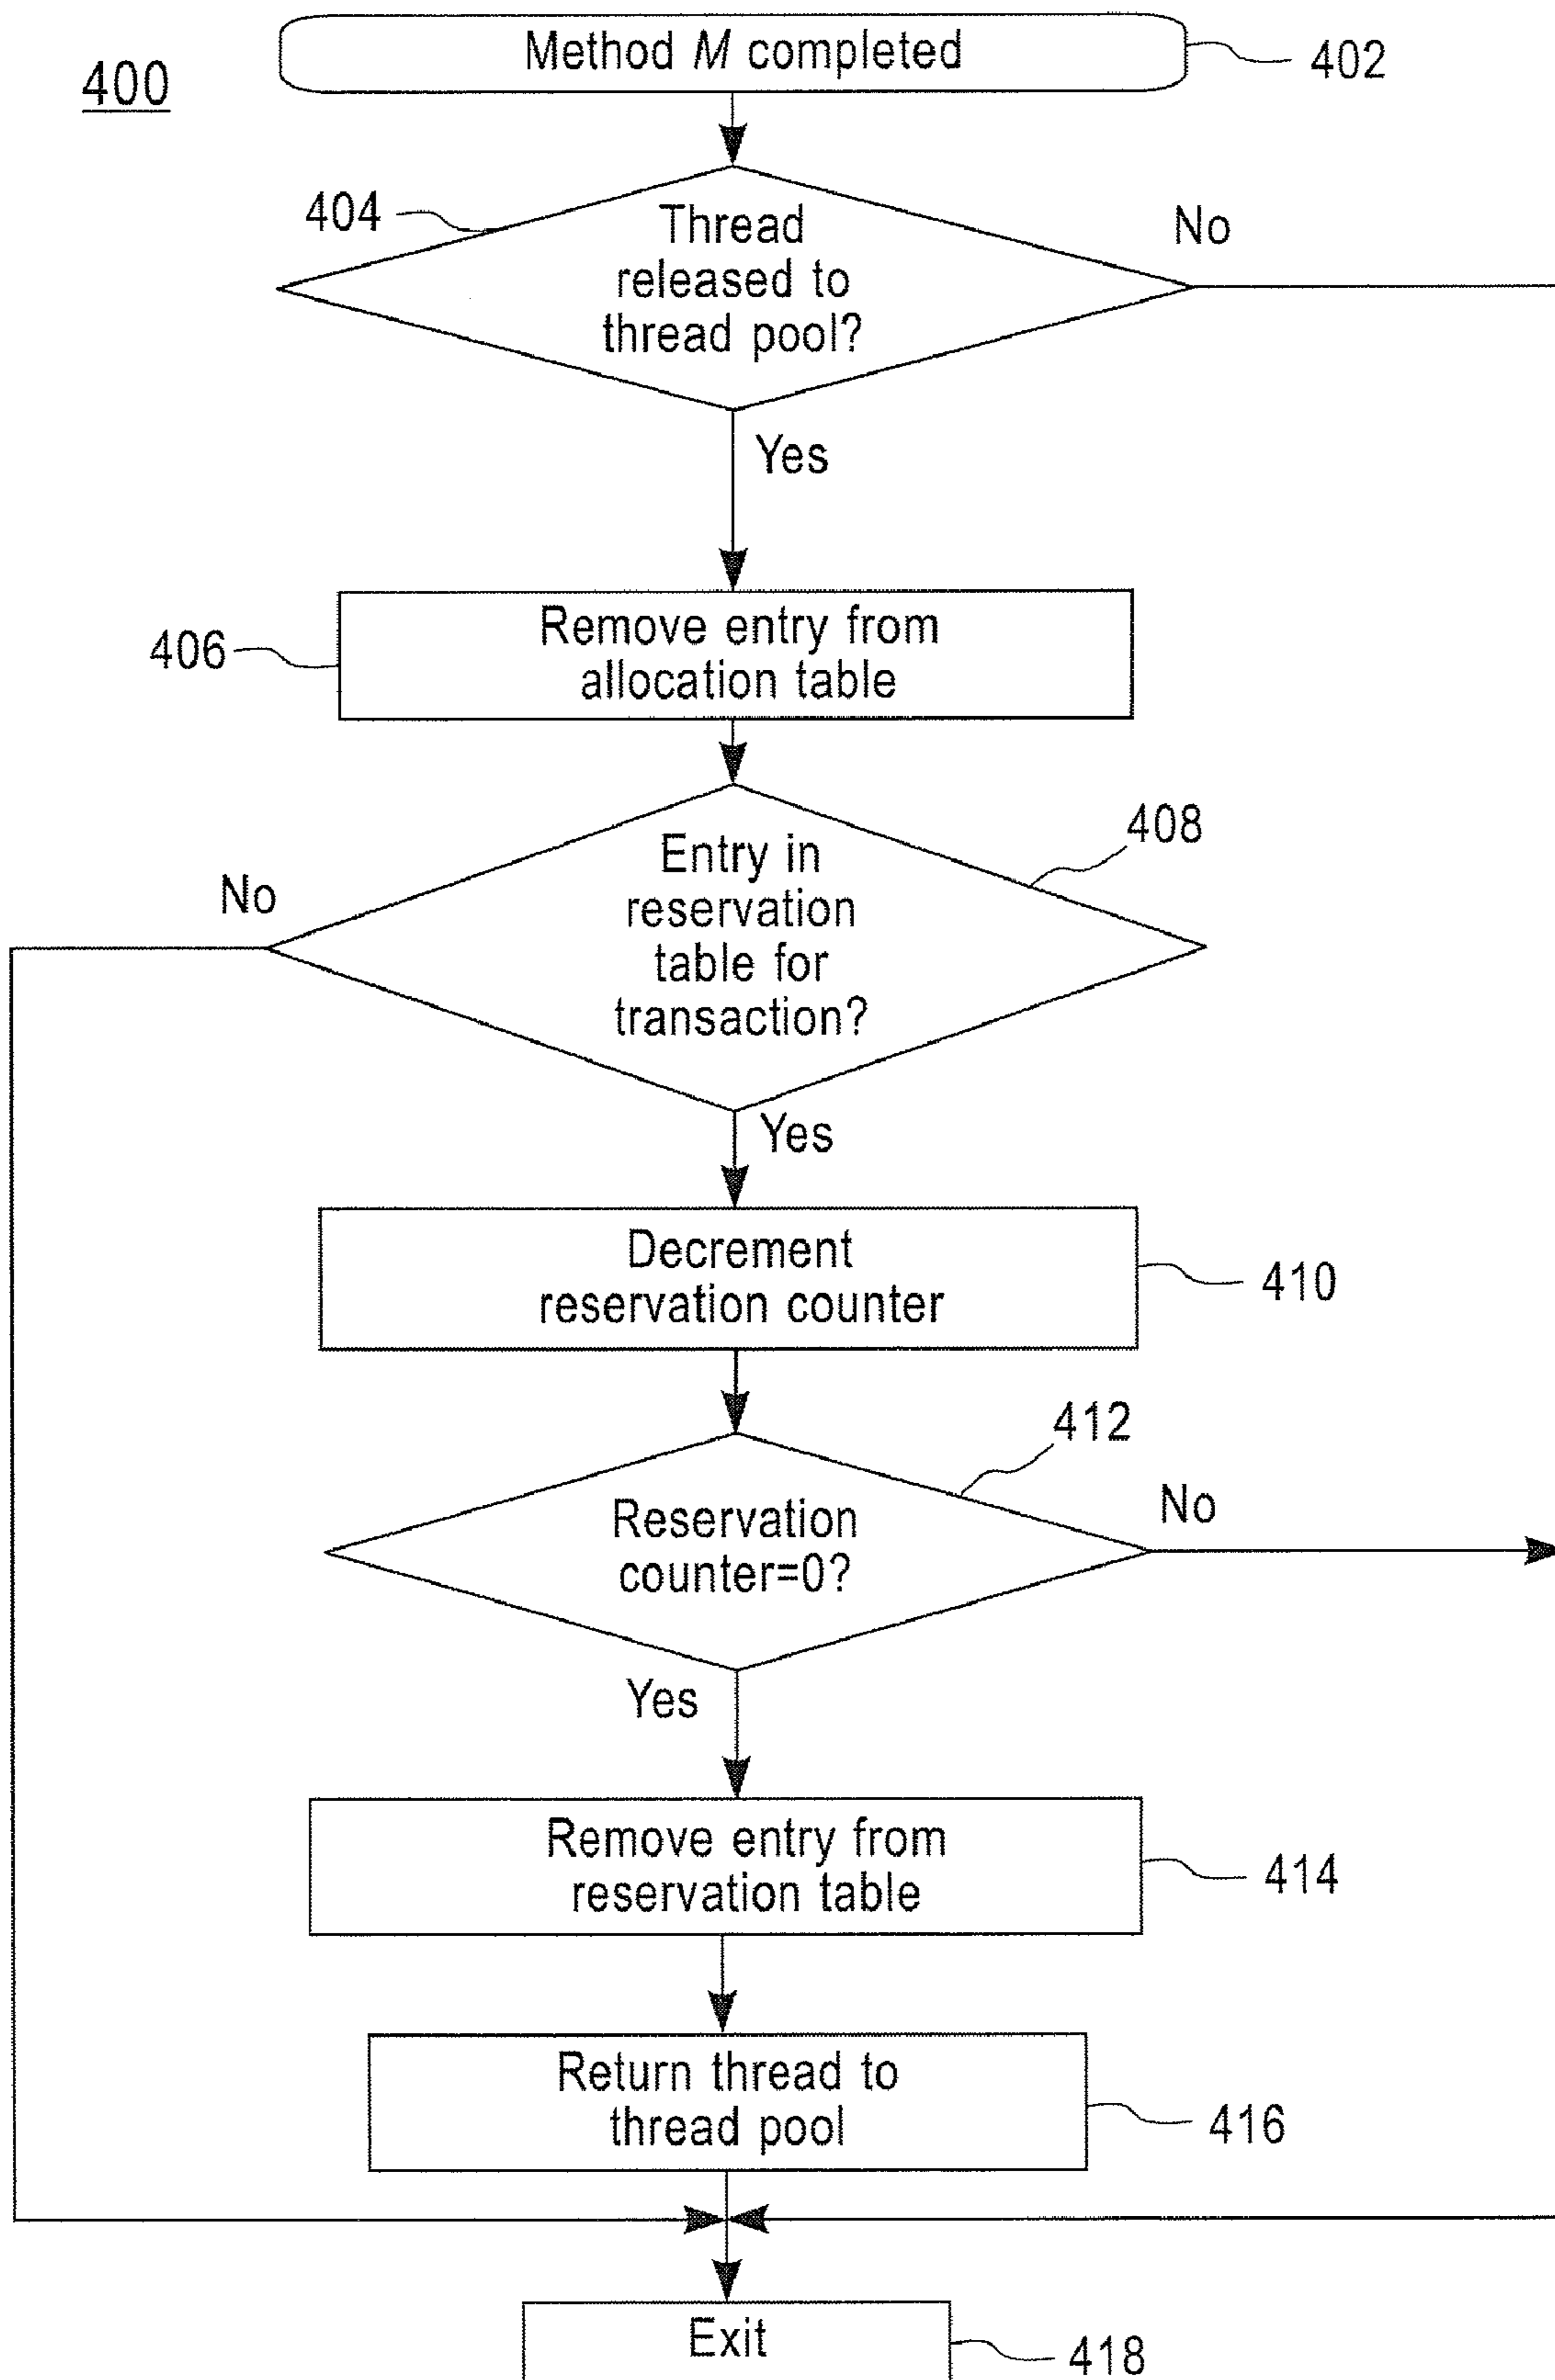 Method M completed
402
400
404
Thread
released to
thread pool?
No
Yes
406
Remove entry from
allocation table
408
Entry in
reservation
table for
transaction?
No
Yes
Decrement
reservation counter
410
412
Reservation
counter=0?
No
Yes
Remove entry from
reservation table
414
Return thread to
thread pool
416
Exit
418